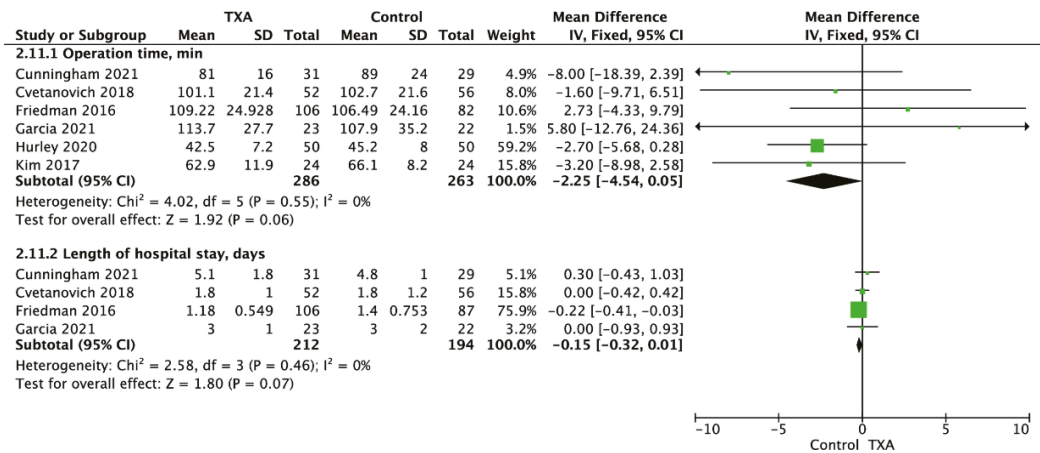 TXA Control Mean Difference Mean Difference
Study or Subgroup Mean SD Total Mean SD Total Weight IV, Fixed, 95% CI IV, Fixed, 95% CI
2.11.1 Operation time, min
Cunningham 2021 81 16 31 89 24 29 4.9% -8.00 [-18.39, 2.39]
Cvetanovich 2018 101.1 21.4 52 102.7 21.6 56 8.0% -1.60 [-9.71, 6.51]
Friedman 2016 109.22 24.928 106 106.49 24.16 82 10.6% 2.73 [-4.33, 9.79]
Garcia 2021 113.7 27.7 23 107.9 35.2 22 1.5% 5.80 [-12.76, 24.36]
Hurley 2020 42.5 7.2 50 45.2 8 50 59.2% -2.70 [-5.68, 0.28]
Kim 2017 62.9 11.9 24 66.1 8.2 24 15.8% -3.20 [-8.98, 2.58]
Subtotal (95% CI) 286 263 100.0% -2.25 [-4.54, 0.05]
Heterogeneity: Chi² = 4.02, df = 5 (P = 0.55); I² = 0%
Test for overall effect: Z = 1.92 (P = 0.06)
2.11.2 Length of hospital stay, days
Cunningham 2021 5.1 1.8 31 4.8 1 29 5.1% 0.30 [-0.43, 1.03]
Cvetanovich 2018 1.8 1 52 1.8 1.2 56 15.8% 0.00 [-0.42, 0.42]
Friedman 2016 1.18 0.549 106 1.4 0.753 87 75.9% -0.22 [-0.41, -0.03]
Garcia 2021 3 1 23 3 2 22 3.2% 0.00 [-0.93, 0.93]
Subtotal (95% CI) 212 194 100.0% -0.15 [-0.32, 0.01]
Heterogeneity: Chi² = 2.58, df = 3 (P = 0.46); I² = 0%
Test for overall effect: Z = 1.80 (P = 0.07)
-10 -5 0 5 10
Control TXA